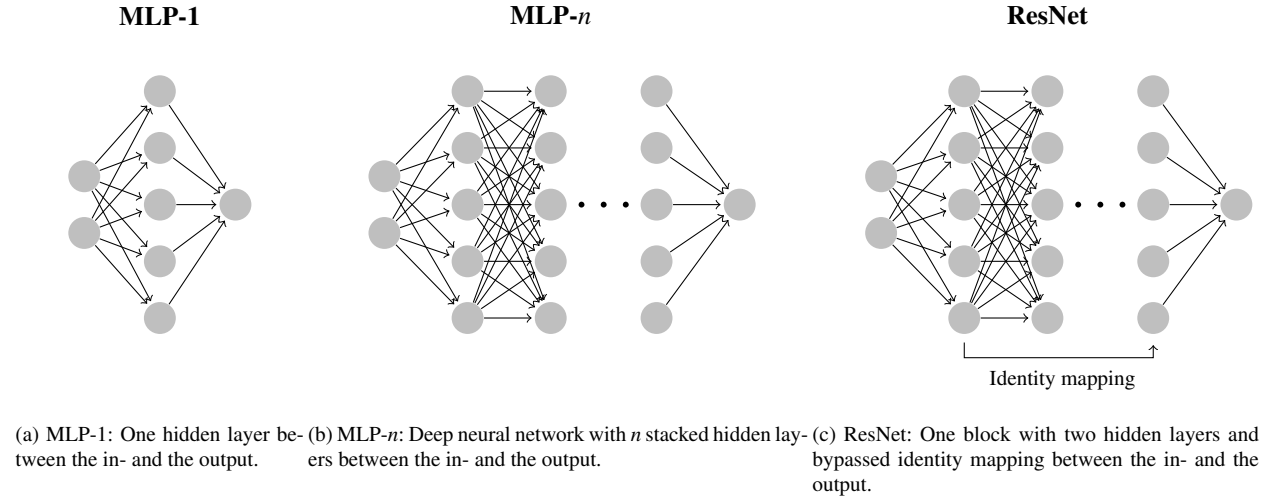 MLP-1
MLP-n
ResNet
Identity mapping
(a) MLP-1: One hidden layer be-
tween the in- and the output.
(b) MLP-n: Deep neural network with n stacked hidden lay-
ers between the in- and the output.
(c) ResNet: One block with two hidden layers and
bypassed identity mapping between the in- and the
output.